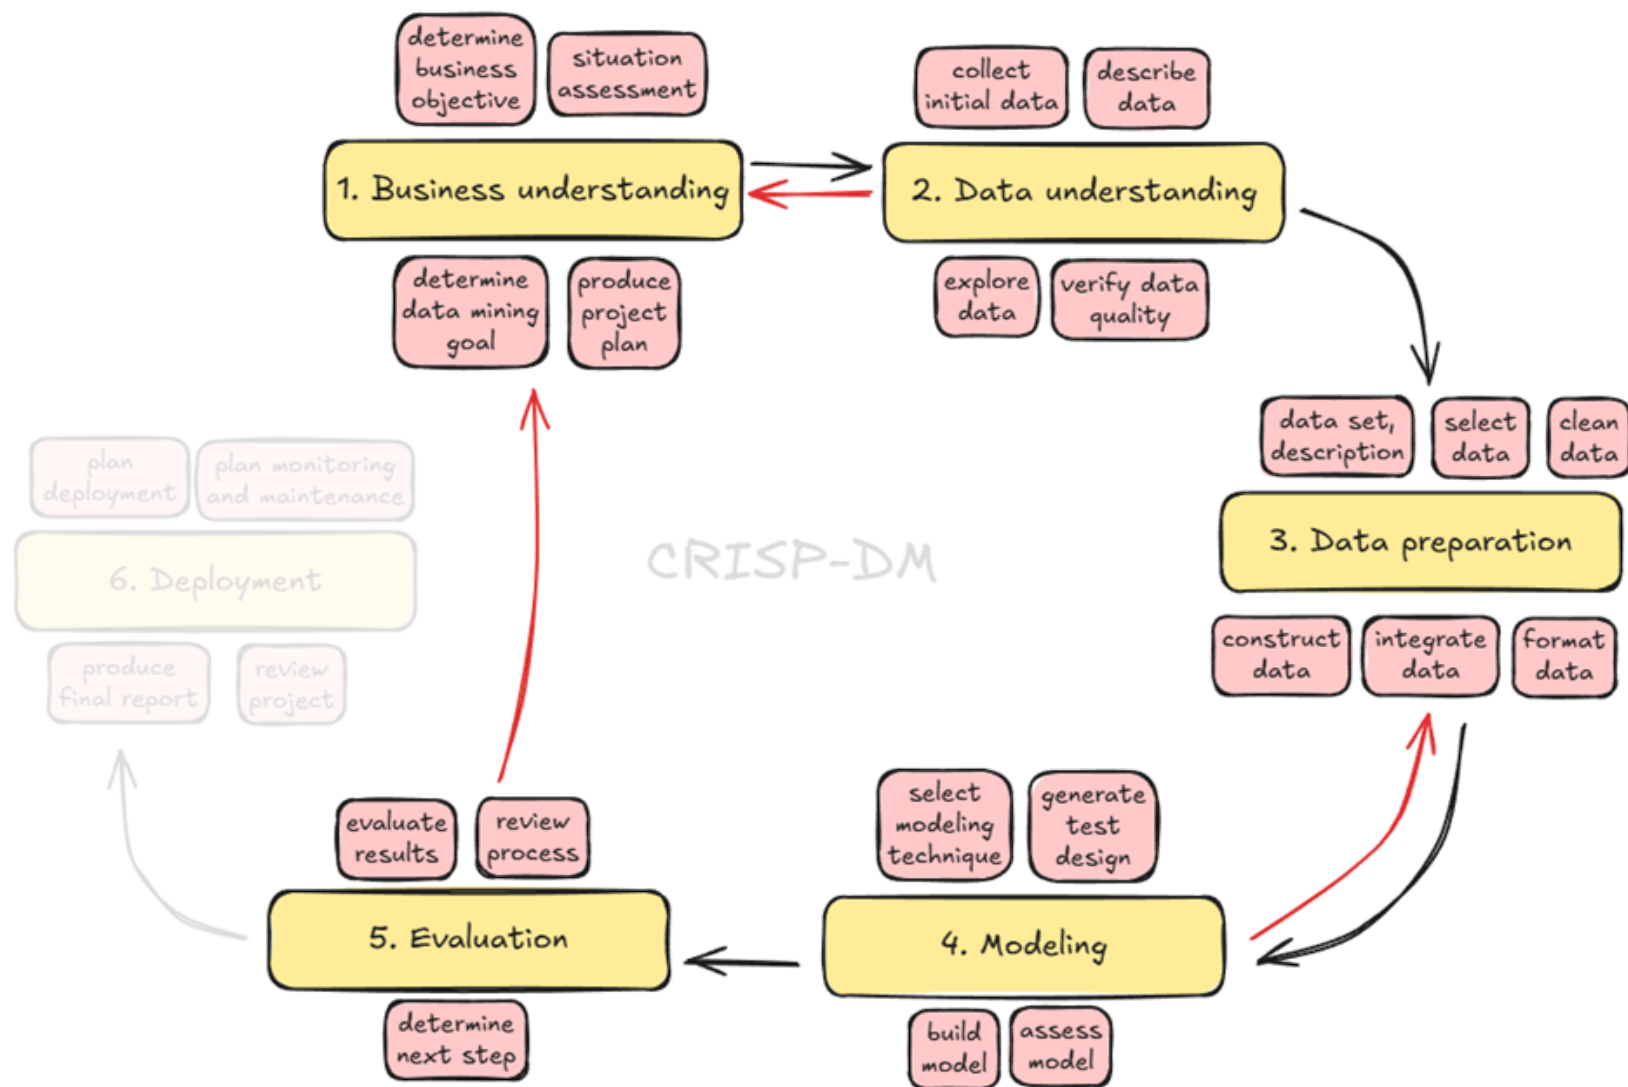 determine
business
objective
situation
assessment
1. Business understanding
determine
data mining
goal
produce
project
plan
collect
initial data
describe
data
2. Data understanding
explore
data
verify data
quality
data set,
description
select
data
clean
data
3. Data preparation
construct
data
integrate
data
format
data
select
modeling
technique
generate
test
design
4. Modeling
build
model
assess
model
evaluate
results
review
process
5. Evaluation
determine
next step
plan
deployment
plan monitoring
and maintenance
6. Deployment
produce
final report
review
project
CRISP-DM